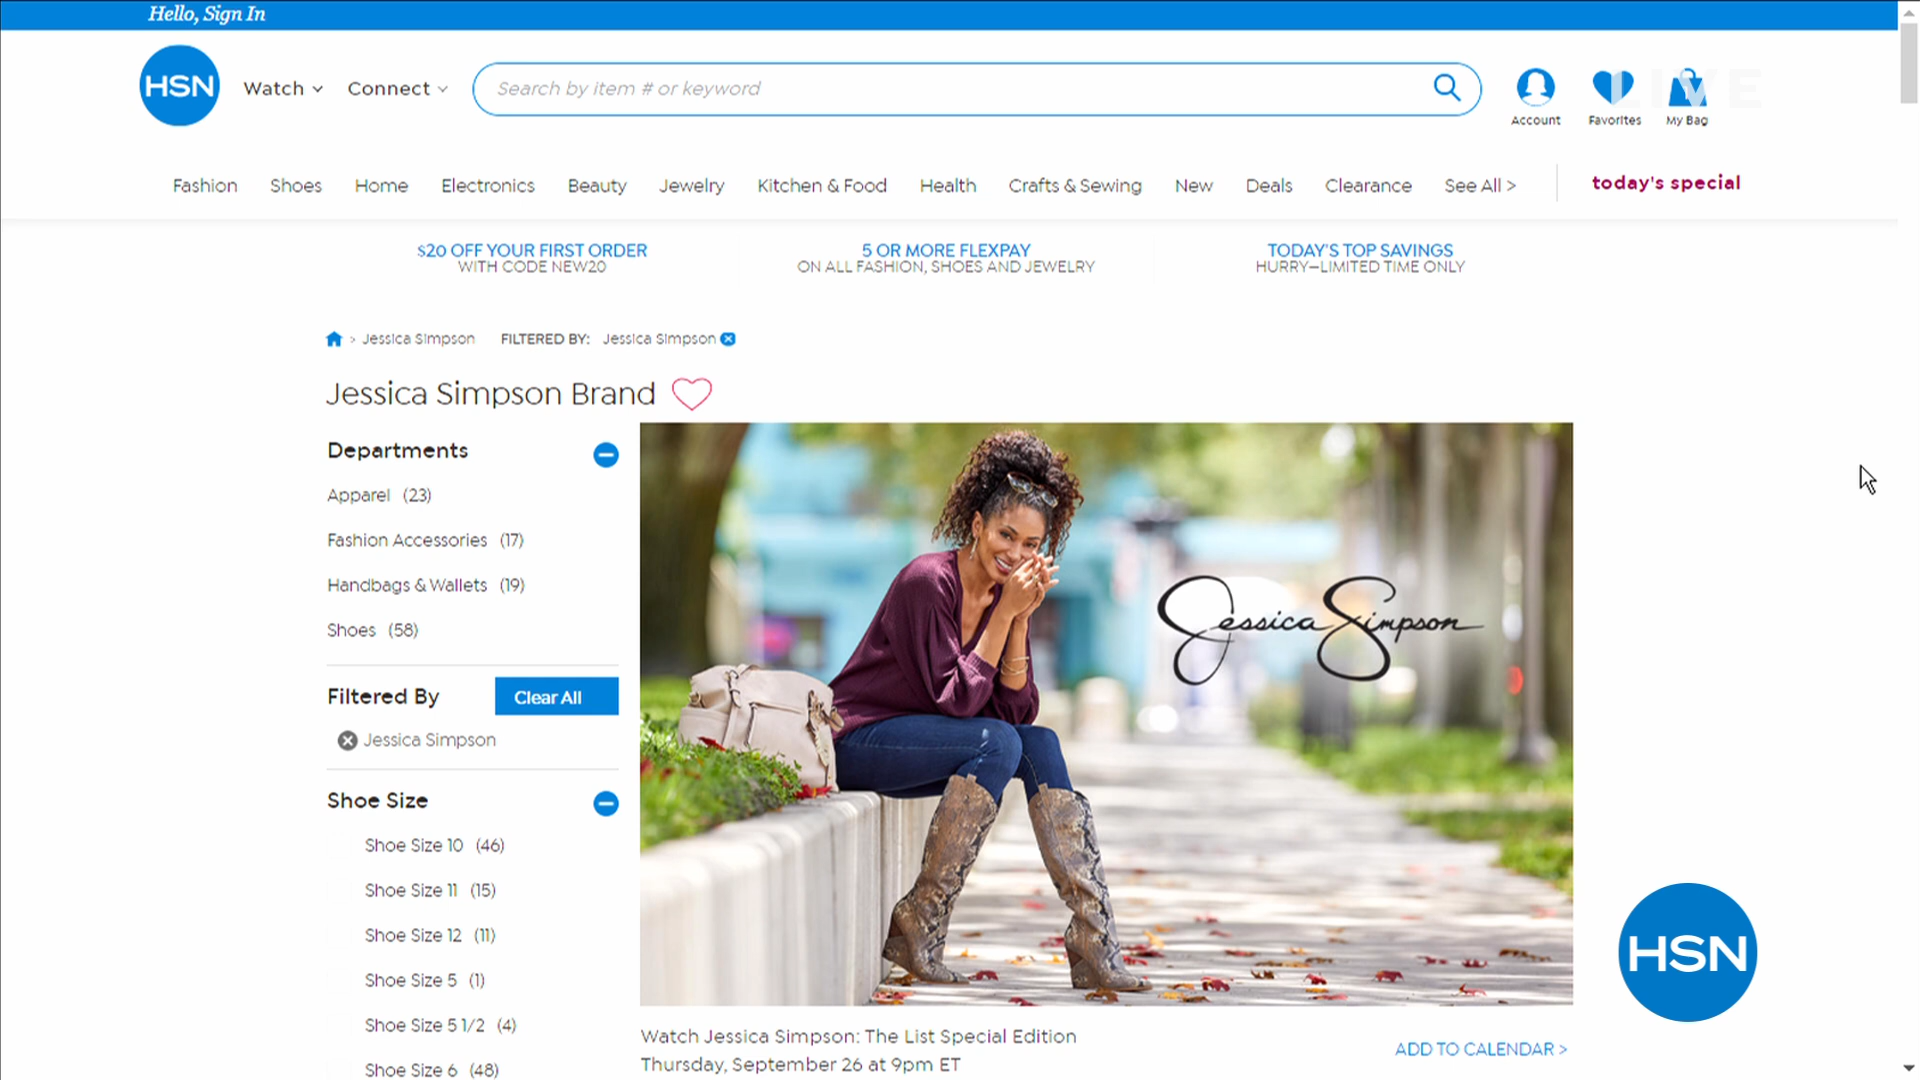 Hello, Sign In
HSN
Watch
Connect
Search by item # or keyword
LIVE
Account
Favorites
My Bag
Fashion
Shoes
Home
Electronics
Beauty
Jewelry
Kitchen & Food
Health
Crafts & Sewing
New
Deals
Clearance
See All >
today's special
$20 OFF YOUR FIRST ORDER
WITH CODE NEW20
5 OR MORE FLEXPAY
ON ALL FASHION, SHOES AND JEWELRY
TODAY'S TOP SAVINGS
HURRY—LIMITED TIME ONLY
> Jessica Simpson
FILTERED BY: Jessica Simpson
Jessica Simpson Brand
Departments
Apparel (23)
Fashion Accessories (17)
Handbags & Wallets (19)
Shoes (58)
Filtered By
Clear All
Jessica Simpson
Shoe Size
Shoe Size 10 (46)
Shoe Size 11 (15)
Shoe Size 12 (11)
Shoe Size 5 (1)
Shoe Size 5 1/2 (4)
Shoe Size 6 (48)
Jessica Simpson
Watch Jessica Simpson: The List Special Edition
Thursday, September 26 at 9pm ET
ADD TO CALENDAR >
HSN